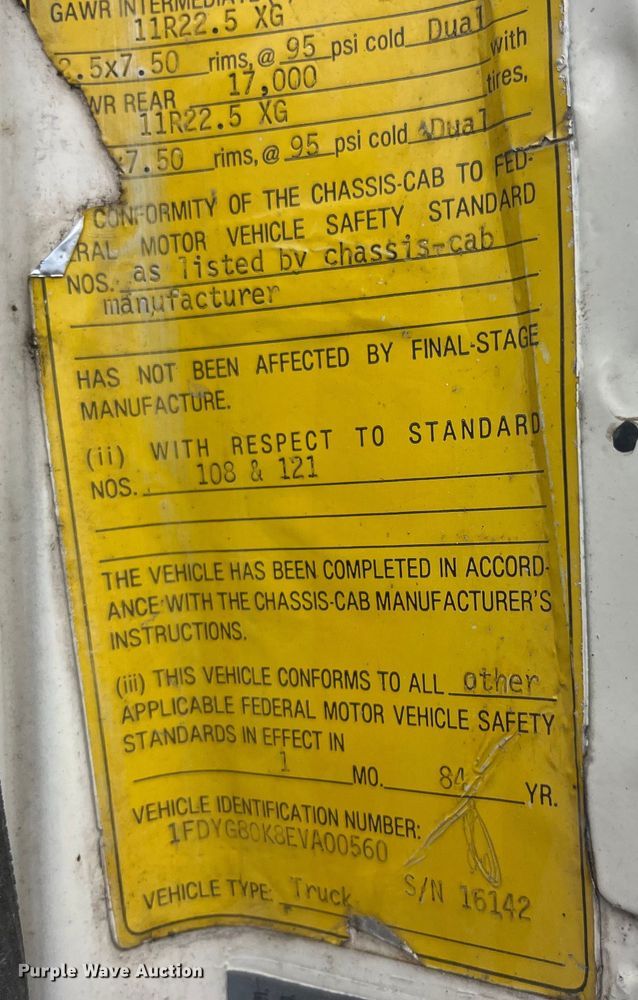 GAWR INTERMEDIATE
11R22.5 XG
2.5x7.50 rims, @ 95 psi cold Dual
with
WR REAR 17,000 tires,
11R22.5 XG
7.50 rims, @ 95 psi cold Dual
CONFORMITY OF THE CHASSIS-CAB TO FED-
ERAL MOTOR VEHICLE SAFETY STANDARD
NOS. as listed by chassis-cab
manufacturer
HAS NOT BEEN AFFECTED BY FINAL-STAGE
MANUFACTURE.
(ii) WITH RESPECT TO STANDARD
NOS. 108 & 121
THE VEHICLE HAS BEEN COMPLETED IN ACCORD-
ANCE WITH THE CHASSIS-CAB MANUFACTURER'S
INSTRUCTIONS.
(iii) THIS VEHICLE CONFORMS TO ALL other
APPLICABLE FEDERAL MOTOR VEHICLE SAFETY
STANDARDS IN EFFECT IN
1 MO. 84 YR.
VEHICLE IDENTIFICATION NUMBER:
1FDYG80K8EVA00560
VEHICLE TYPE: Truck S/N 16142
Purple Wave Auction